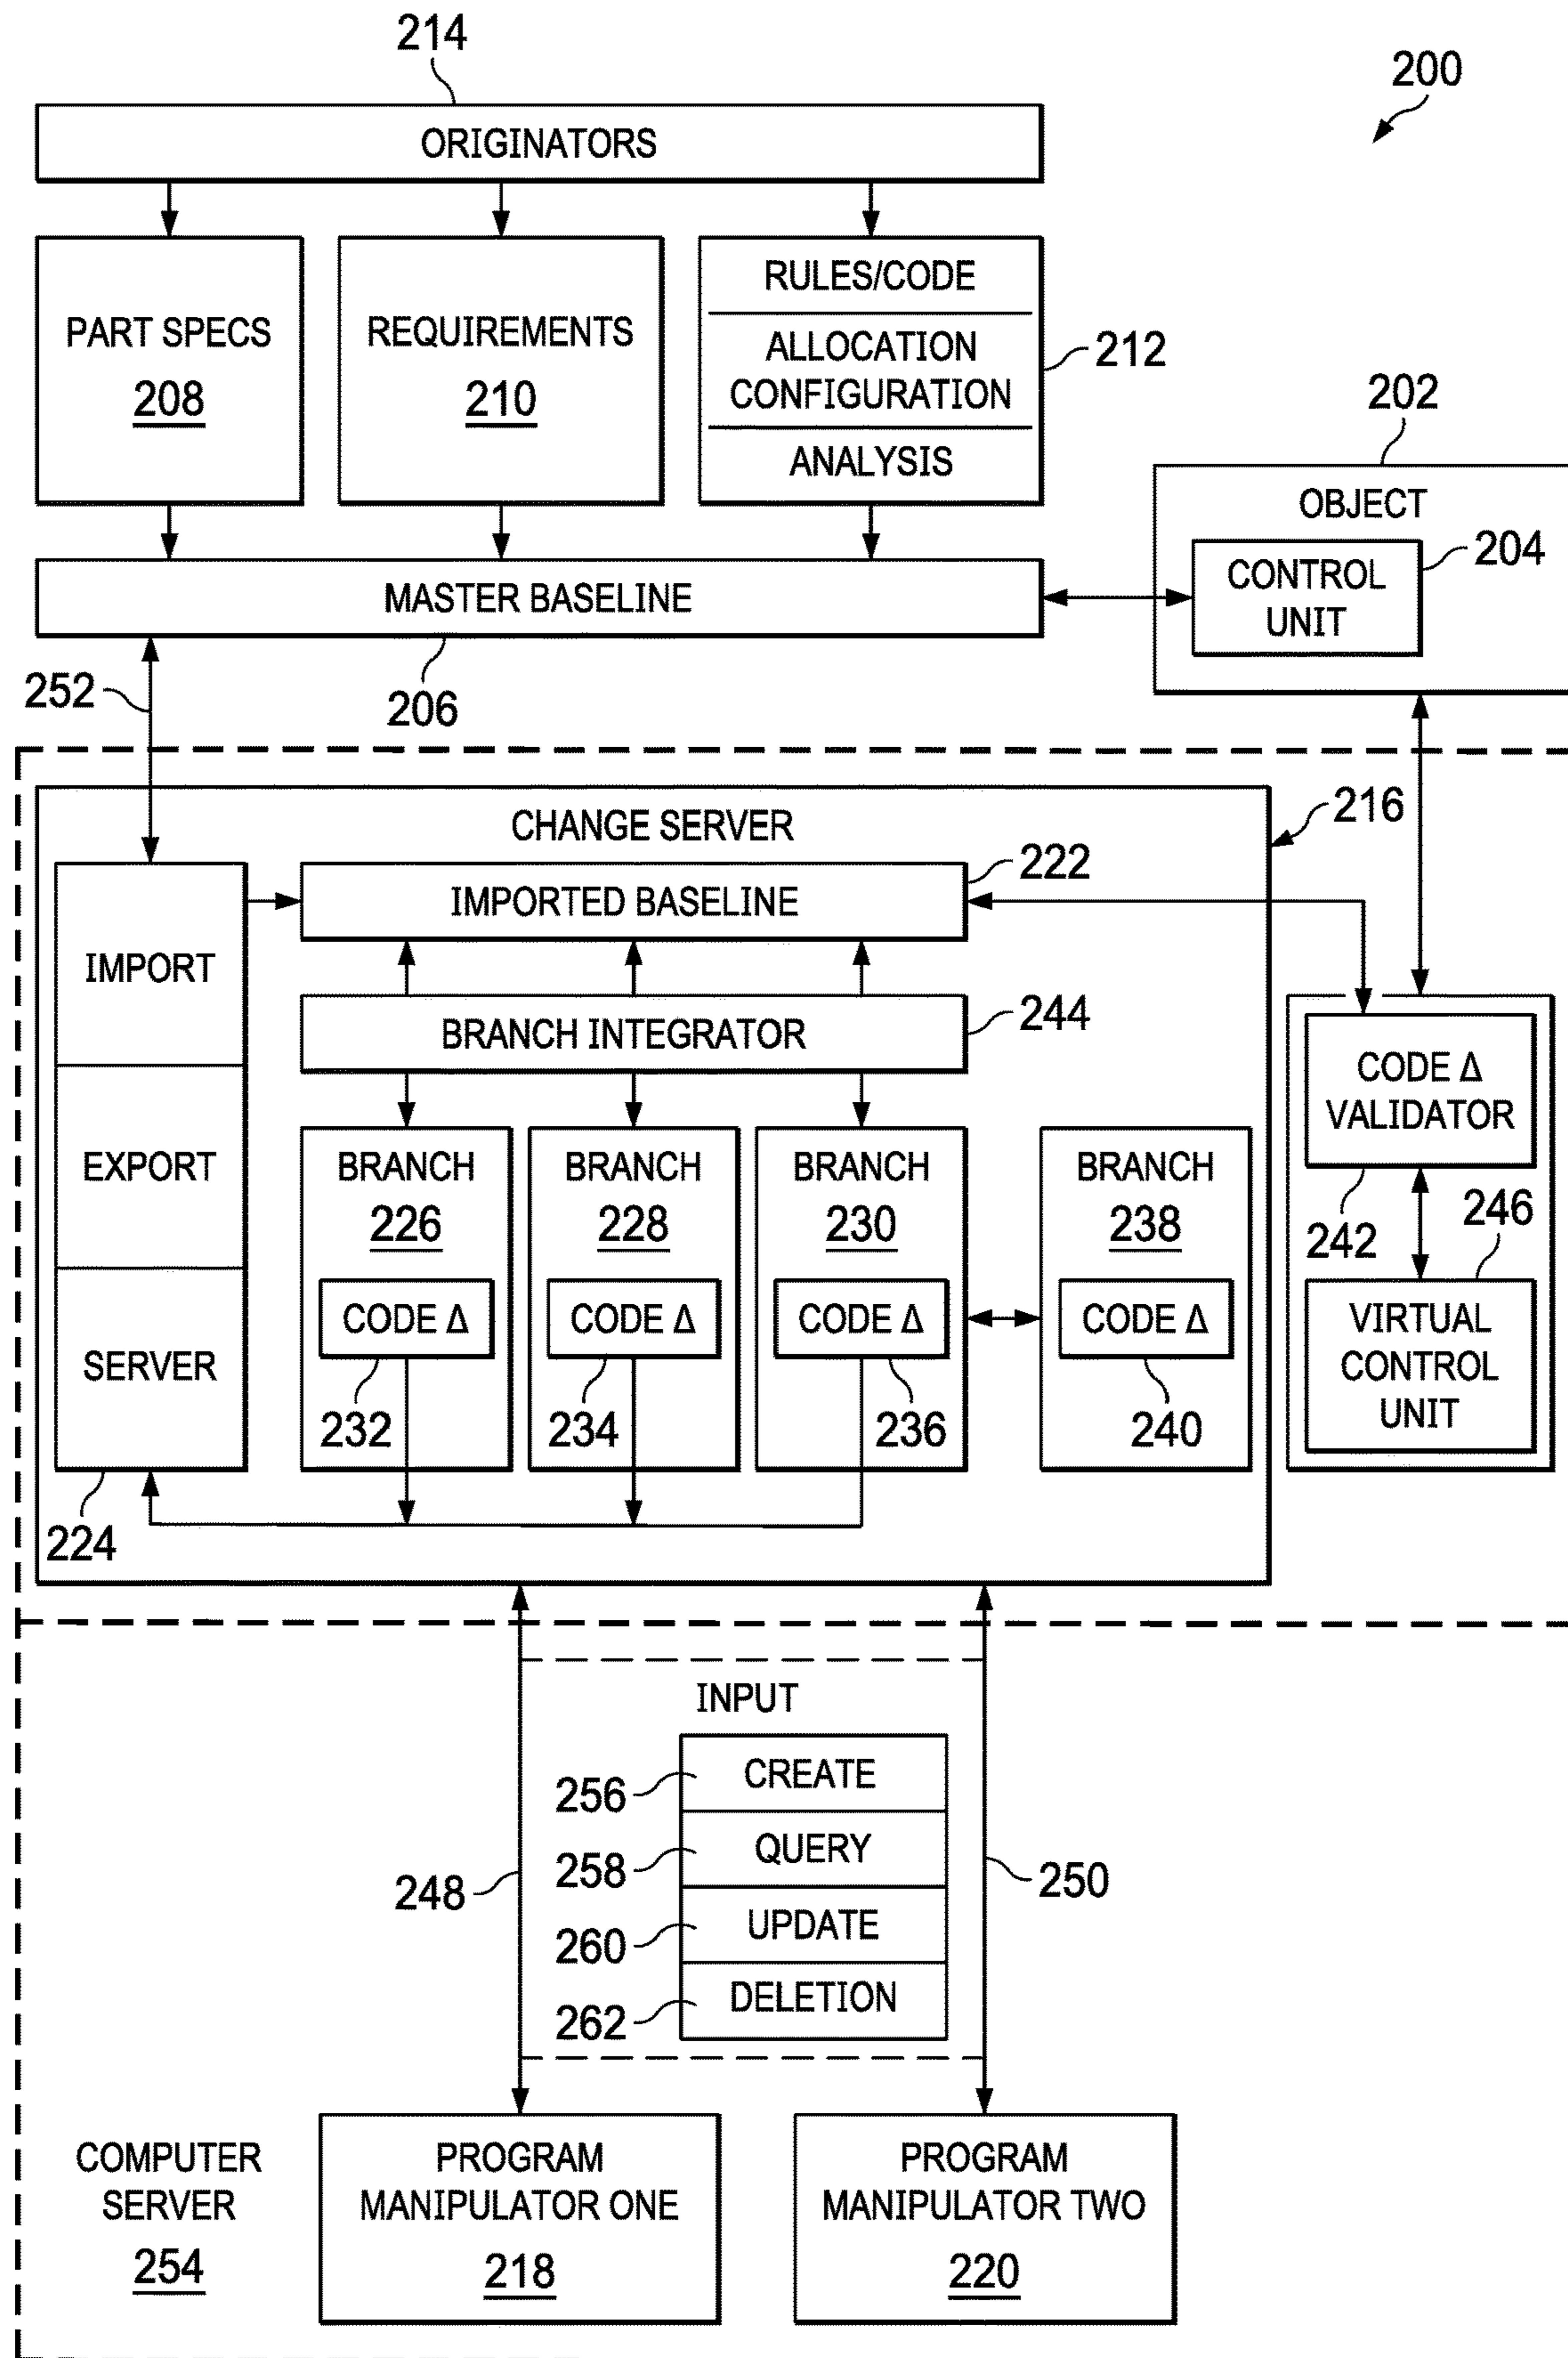 214
200
ORIGINATORS
PART SPECS
208
REQUIREMENTS
210
RULES/CODE
ALLOCATION
CONFIGURATION
ANALYSIS
212
202
OBJECT
204
CONTROL
UNIT
MASTER BASELINE
252
206
216
CHANGE SERVER
222
IMPORTED BASELINE
IMPORT
EXPORT
SERVER
224
BRANCH INTEGRATOR
244
BRANCH
226
CODE Δ
232
BRANCH
228
CODE Δ
234
BRANCH
230
CODE Δ
236
BRANCH
238
CODE Δ
240
CODE Δ
VALIDATOR
242
246
VIRTUAL
CONTROL
UNIT
INPUT
256
CREATE
258
QUERY
260
UPDATE
262
DELETION
248
250
COMPUTER
SERVER
254
PROGRAM
MANIPULATOR ONE
218
PROGRAM
MANIPULATOR TWO
220